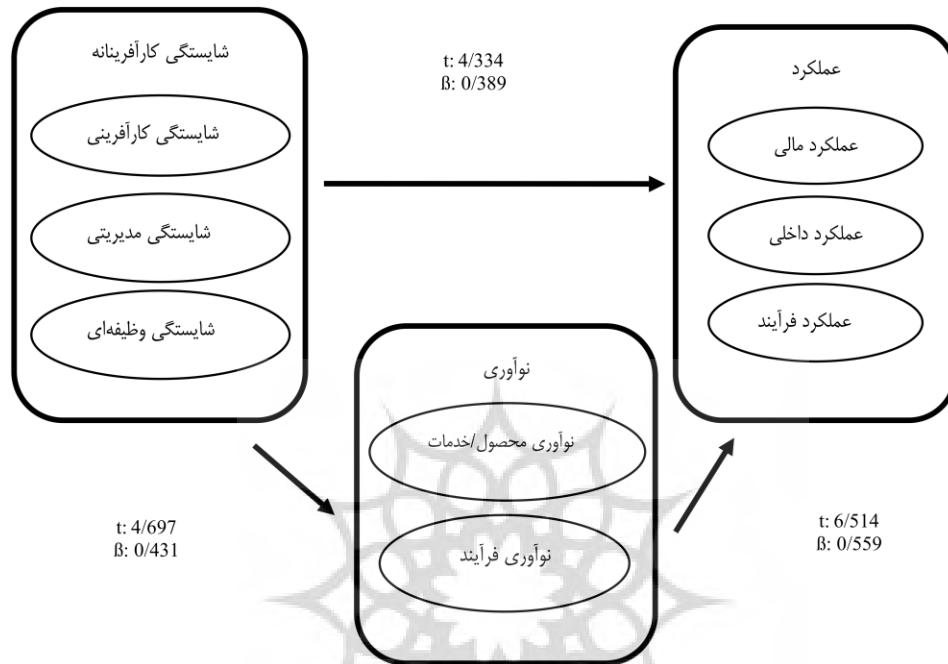 شایستگی کارآفرینانه
شایستگی کارآفرینی
شایستگی مدیریتی
شایستگی وظیفه‌ای
t: 4/334
ß: 0/389
عملکرد
عملکرد مالی
عملکرد داخلی
عملکرد فرآیند
نوآوری
نوآوری محصول/خدمات
نوآوری فرآیند
t: 4/697
ß: 0/431
t: 6/514
ß: 0/559